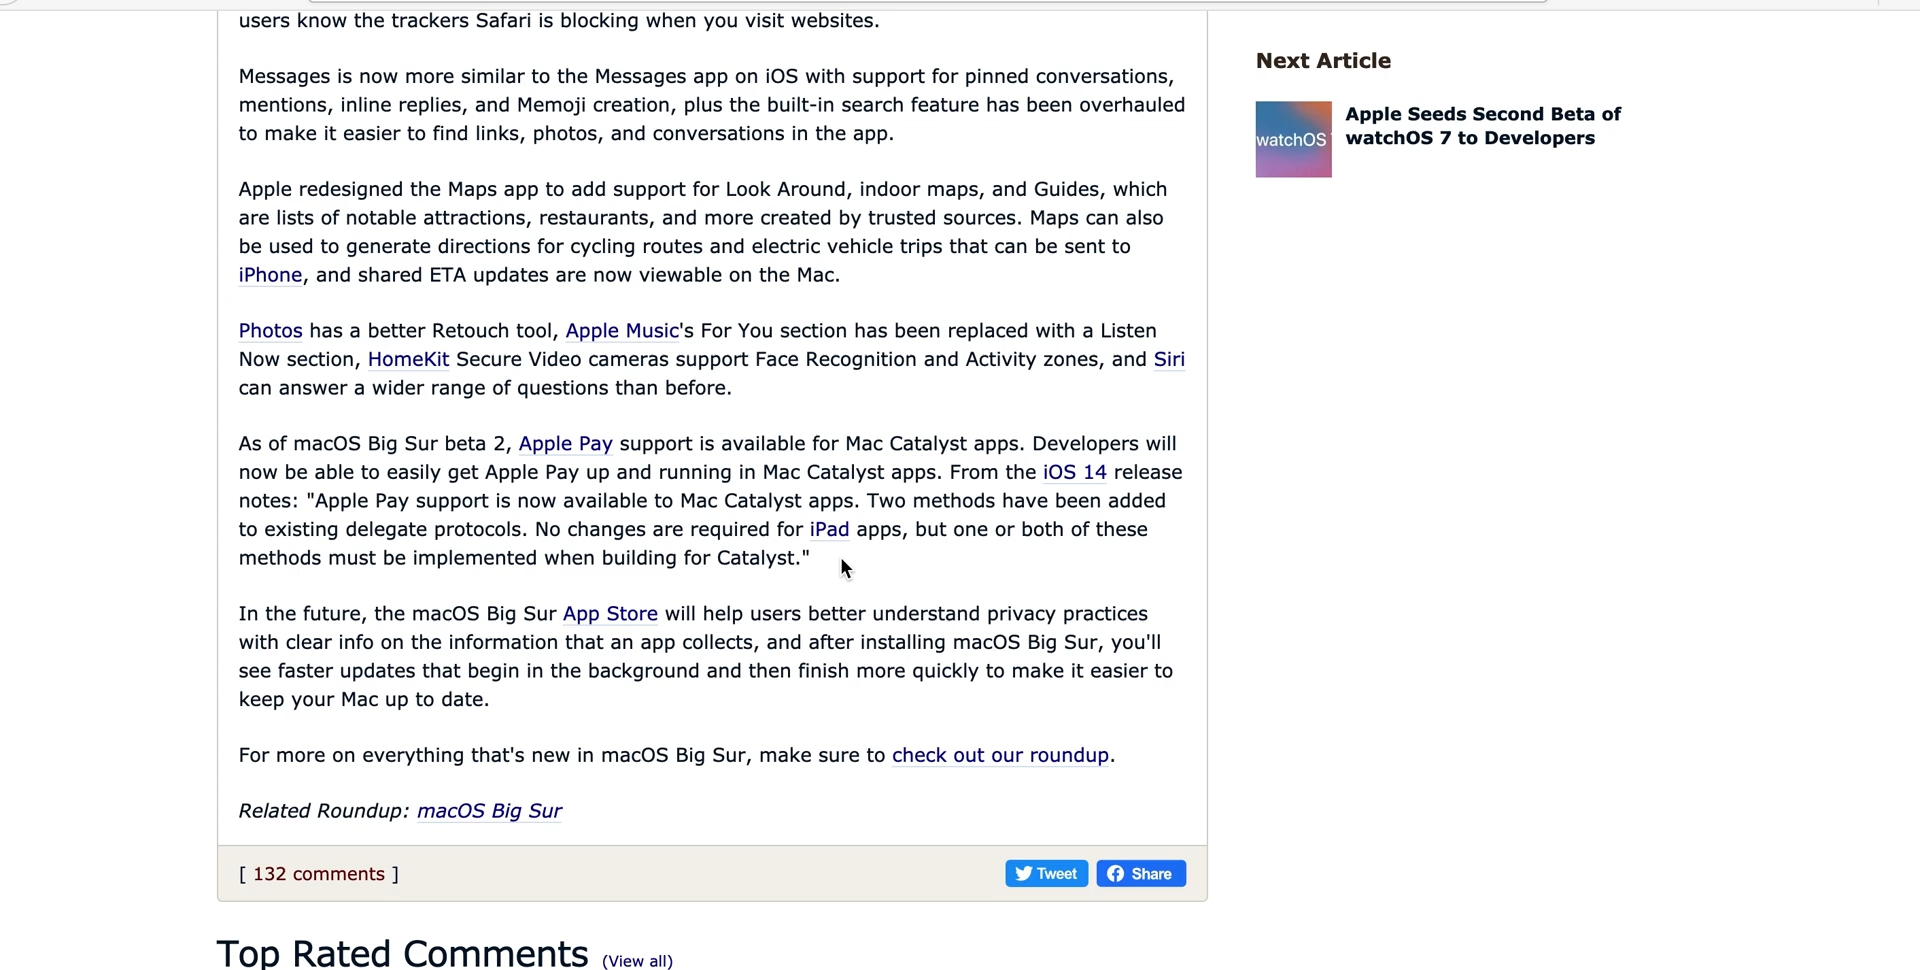 users know the trackers Safari is blocking when you visit websites.
Messages is now more similar to the Messages app on iOS with support for pinned conversations,
mentions, inline replies, and Memoji creation, plus the built-in search feature has been overhauled
to make it easier to find links, photos, and conversations in the app.
Apple redesigned the Maps app to add support for Look Around, indoor maps, and Guides, which
are lists of notable attractions, restaurants, and more created by trusted sources. Maps can also
be used to generate directions for cycling routes and electric vehicle trips that can be sent to
iPhone, and shared ETA updates are now viewable on the Mac.
Photos has a better Retouch tool, Apple Music's For You section has been replaced with a Listen
Now section, HomeKit Secure Video cameras support Face Recognition and Activity zones, and Siri
can answer a wider range of questions than before.
As of macOS Big Sur beta 2, Apple Pay support is available for Mac Catalyst apps. Developers will
now be able to easily get Apple Pay up and running in Mac Catalyst apps. From the iOS 14 release
notes: "Apple Pay support is now available to Mac Catalyst apps. Two methods have been added
to existing delegate protocols. No changes are required for iPad apps, but one or both of these
methods must be implemented when building for Catalyst."
In the future, the macOS Big Sur App Store will help users better understand privacy practices
with clear info on the information that an app collects, and after installing macOS Big Sur, you'll
see faster updates that begin in the background and then finish more quickly to make it easier to
keep your Mac up to date.
For more on everything that's new in macOS Big Sur, make sure to check out our roundup.
Related Roundup: macOS Big Sur
[ 132 comments ]
Tweet
Share
Top Rated Comments (View all)
Next Article
watchOS
Apple Seeds Second Beta of
watchOS 7 to Developers